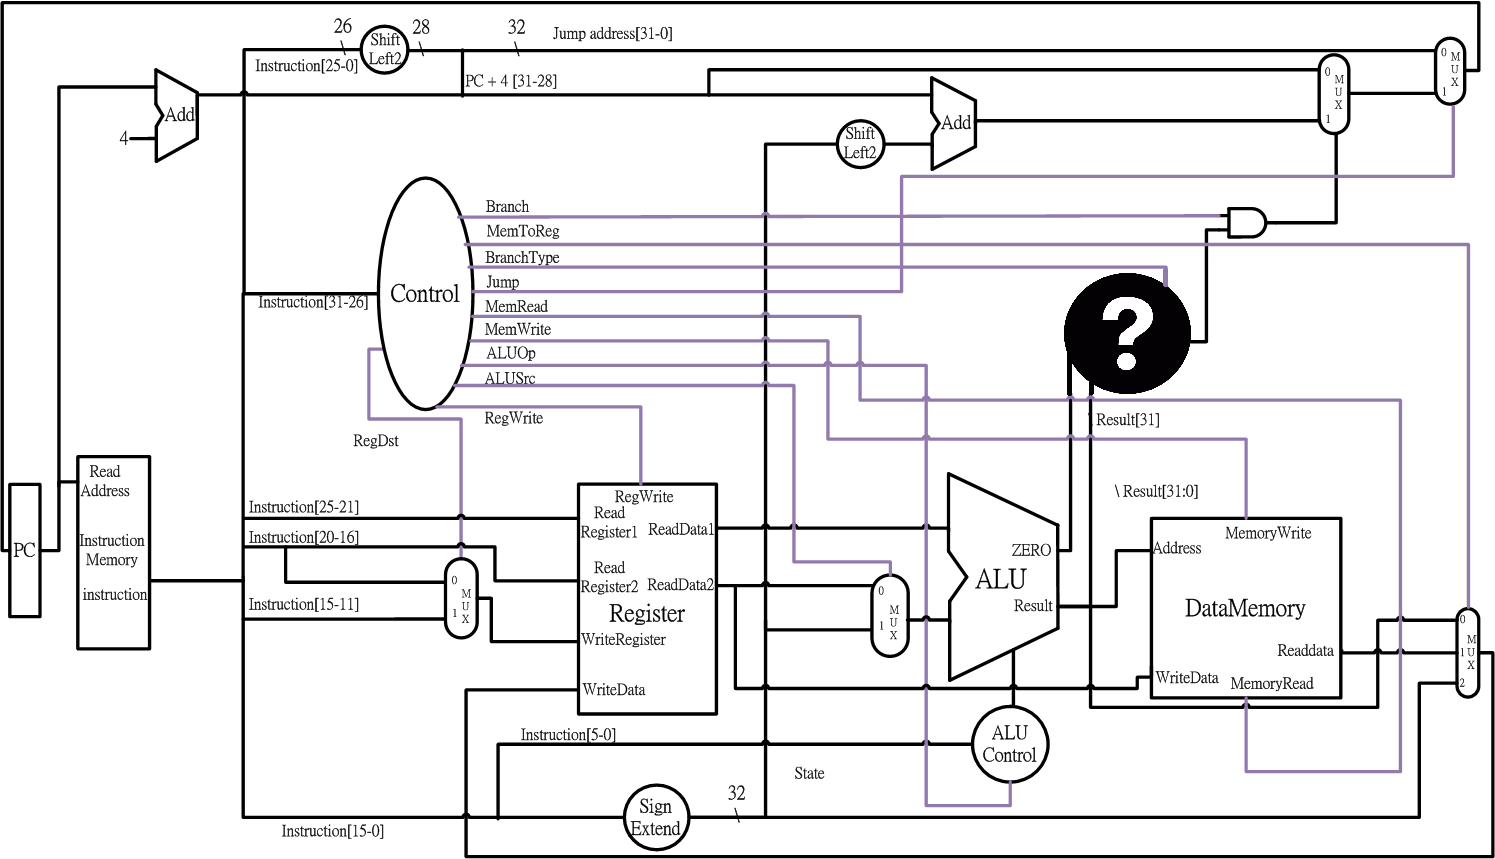 26
Shift
Left2
28
32
Jump address[31-0]
Instruction[25-0]
PC + 4 [31-28]
0
M
U
X
1
0
M
U
X
1
Add
4
Add
Shift
Left2
Branch
MemToReg
BranchType
Jump
MemRead
MemWrite
ALUOp
ALUSrc
RegWrite
Control
Instruction[31-26]
RegDst
?
Result[31]
\ Result[31:0]
PC
Read
Address
Instruction
Memory
instruction
Instruction[25-21]
Instruction[20-16]
Instruction[15-11]
0
M
U
X
1
RegWrite
Read
Register1
ReadData1
Read
Register2
ReadData2
Register
WriteRegister
WriteData
0
M
U
X
1
ZERO
ALU
Result
MemoryWrite
Address
DataMemory
Readdata
WriteData
MemoryRead
0
M
1
U
X
2
Instruction[5-0]
ALU
Control
State
Sign
Extend
32
Instruction[15-0]